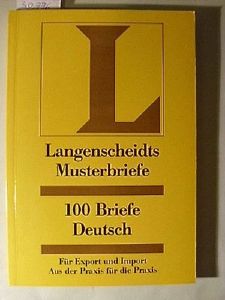 L
Langenscheidts
Musterbriefe
100 Briefe
Deutsch
Für Export und Import
Aus der Praxis für die Praxis